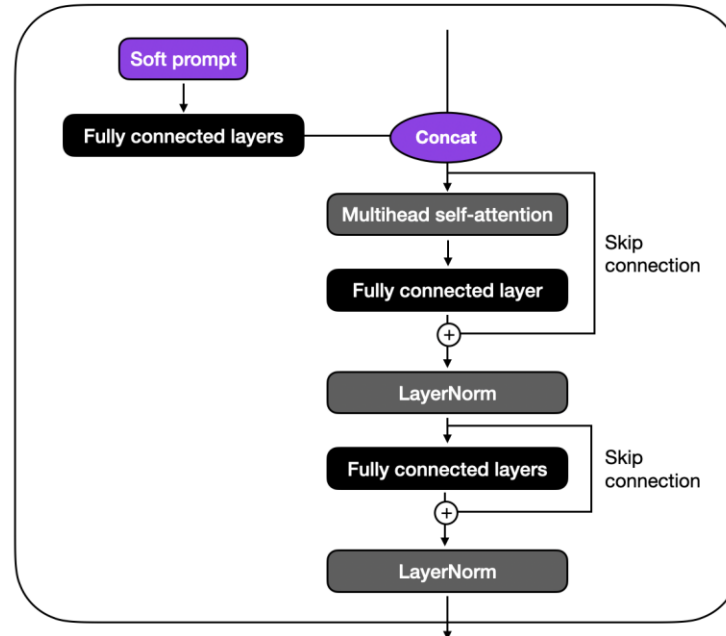 Soft prompt
Fully connected layers
Concat
Multihead self-attention
Skip
connection
Fully connected layer
+
LayerNorm
Fully connected layers
Skip
connection
+
LayerNorm